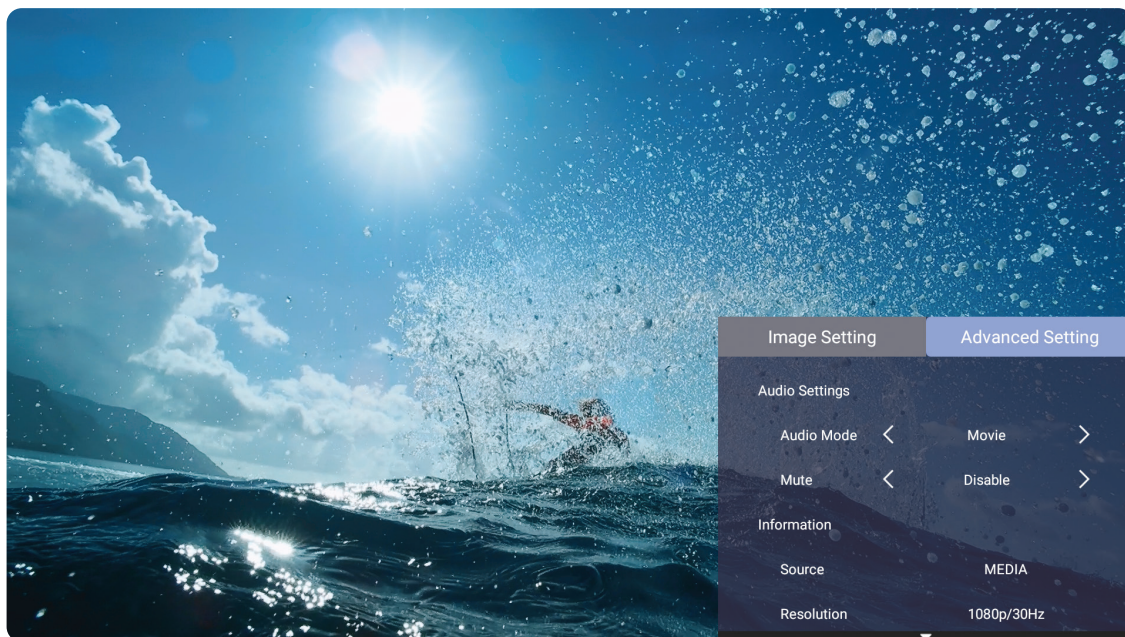 Image Setting Advanced Setting
Audio Settings
Audio Mode Movie
Mute Disable
Information
Source MEDIA
Resolution 1080p/30Hz